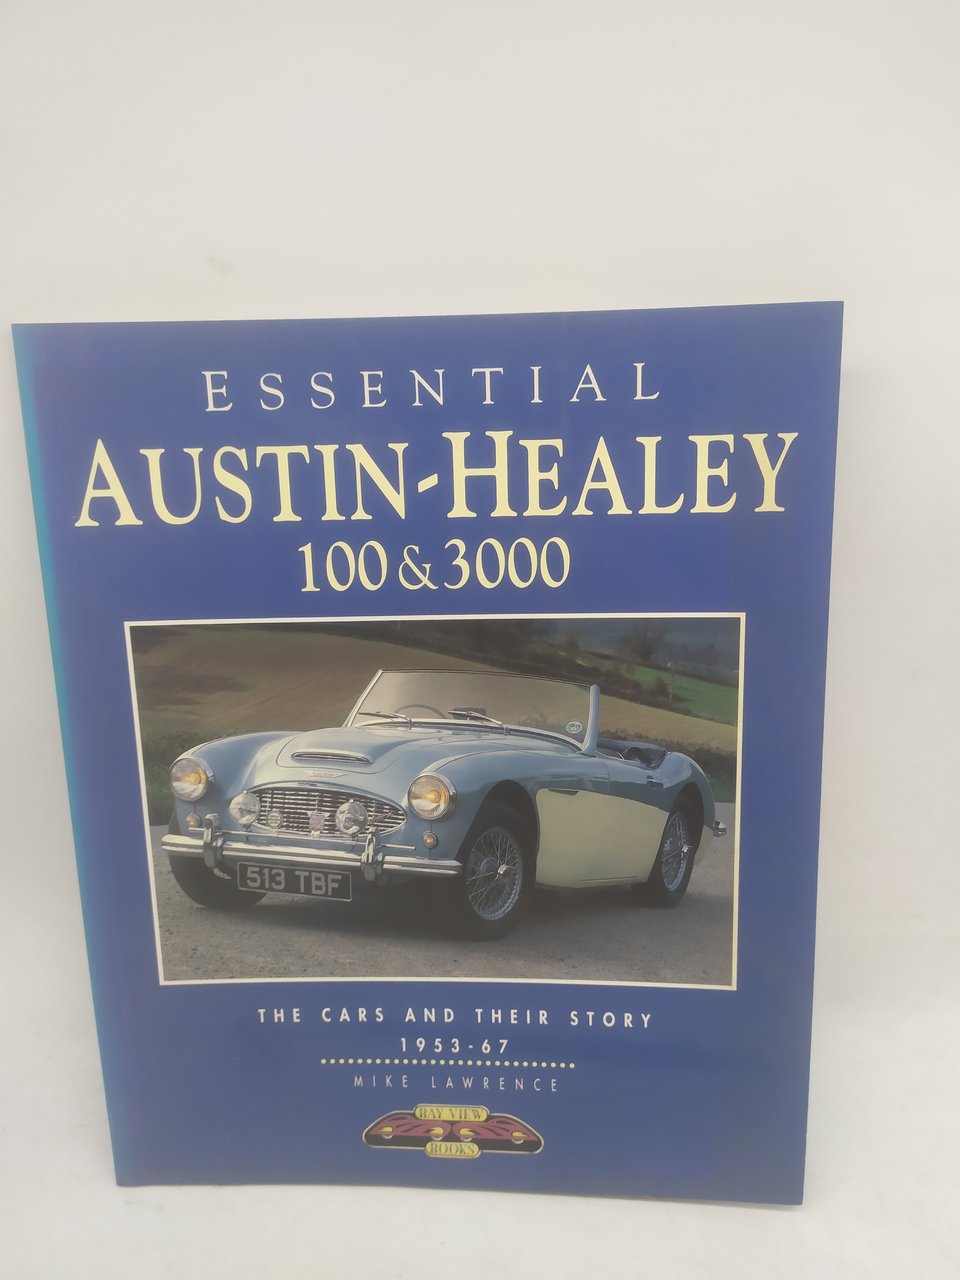 ESSENTIAL
AUSTIN-HEALEY
100 & 3000
513 TBF
THE CARS AND THEIR STORY
1953-67
MIKE LAWRENCE
BAY VIEW
BOOKS